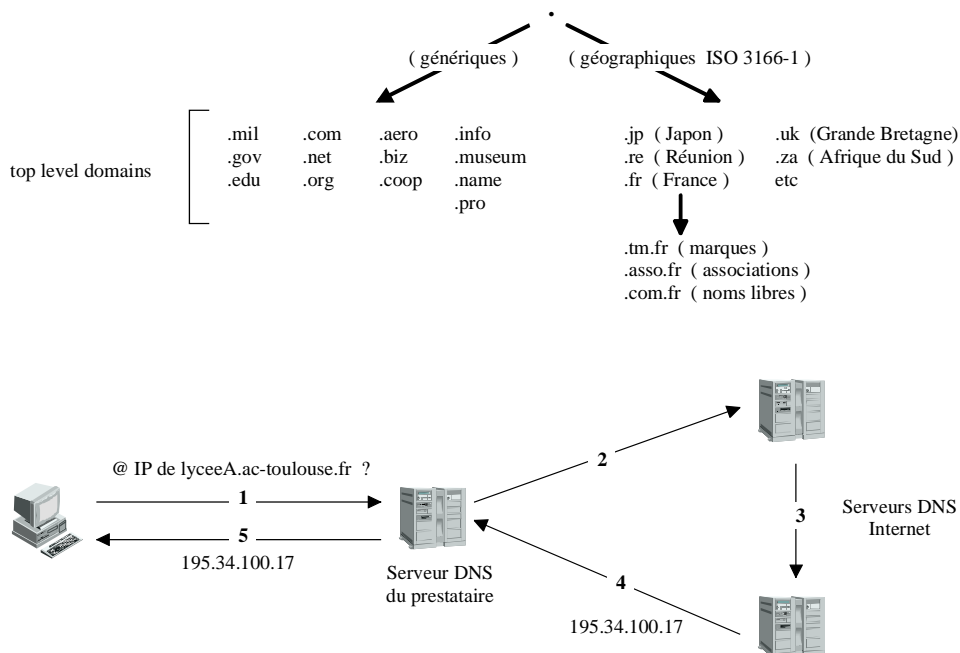 .
( génériques ) ( géographiques ISO 3166-1 )
top level domains
.mil .com .aero .info
.gov .net .biz .museum
.edu .org .coop .name
.pro
.jp ( Japon ) .uk (Grande Bretagne)
.re ( Réunion ) .za ( Afrique du Sud )
.fr ( France ) etc
.tm.fr ( marques )
.asso.fr ( associations )
.com.fr ( noms libres )
@ IP de lyceeA.ac-toulouse.fr ?
1
2
3
Serveurs DNS
Internet
5
195.34.100.17
Serveur DNS
du prestataire
4
195.34.100.17